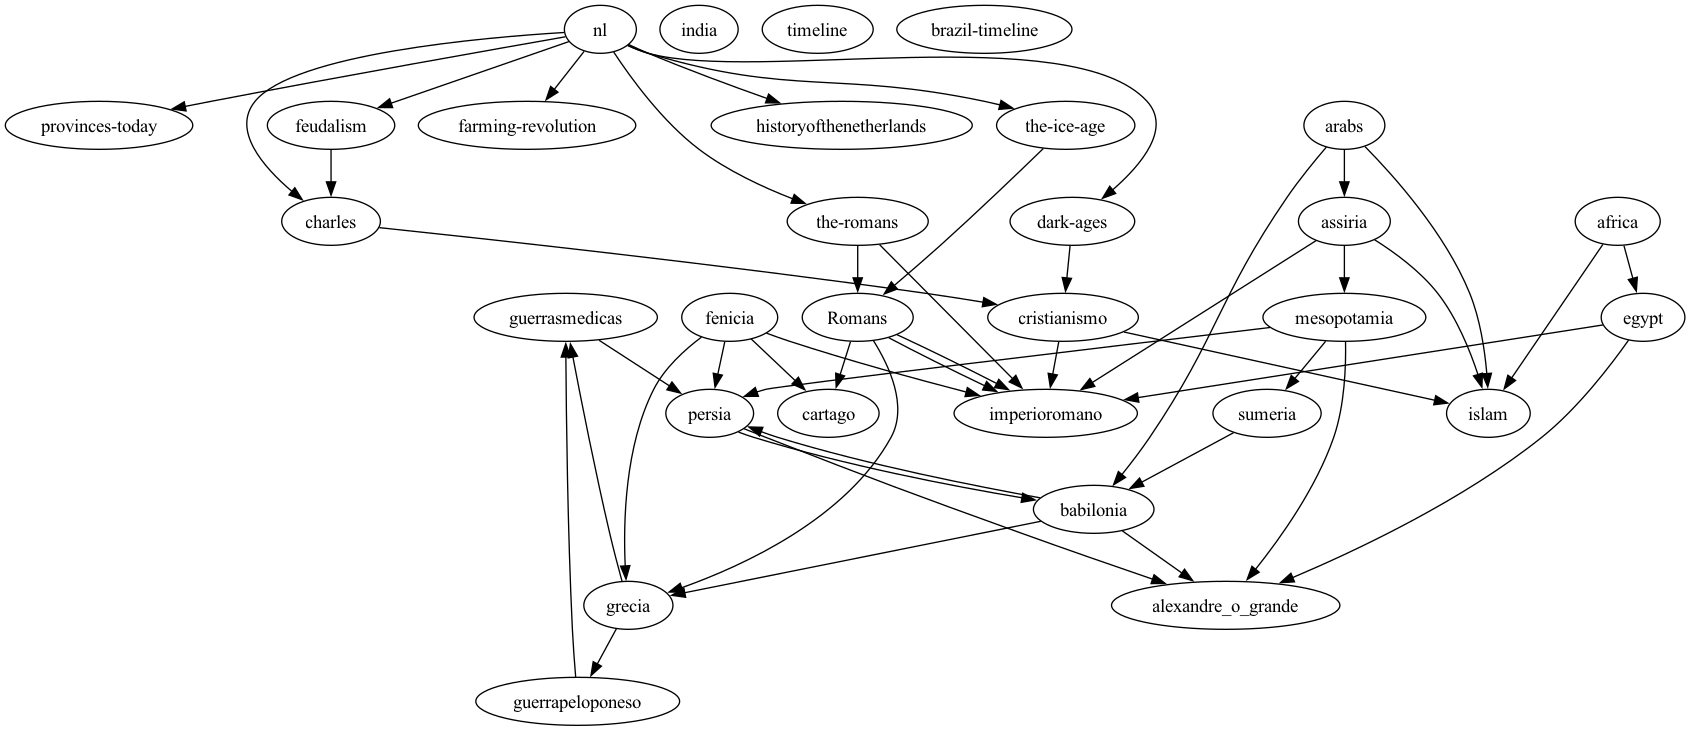 nl
india
timeline
brazil-timeline
provinces-today
feudalism
farming-revolution
historyofthenetherlands
the-ice-age
arabs
charles
the-romans
dark-ages
assiria
africa
guerrasmedicas
fenicia
Romans
cristianismo
mesopotamia
egypt
persia
cartago
imperioromano
sumeria
islam
babilonia
grecia
alexandre_o_grande
guerrapeloponeso